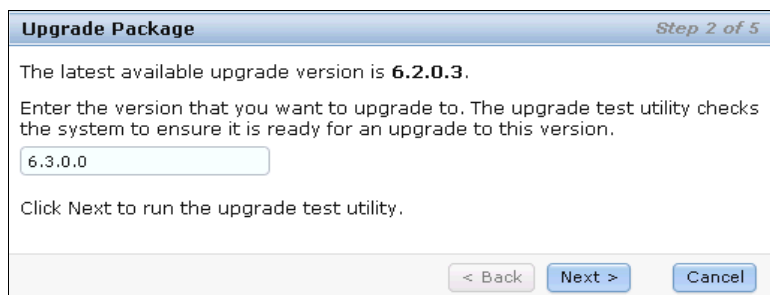 Upgrade Package Step 2 of 5
The latest available upgrade version is 6.2.0.3.
Enter the version that you want to upgrade to. The upgrade test utility checks
the system to ensure it is ready for an upgrade to this version.
6.3.0.0
Click Next to run the upgrade test utility.
< Back Next > Cancel